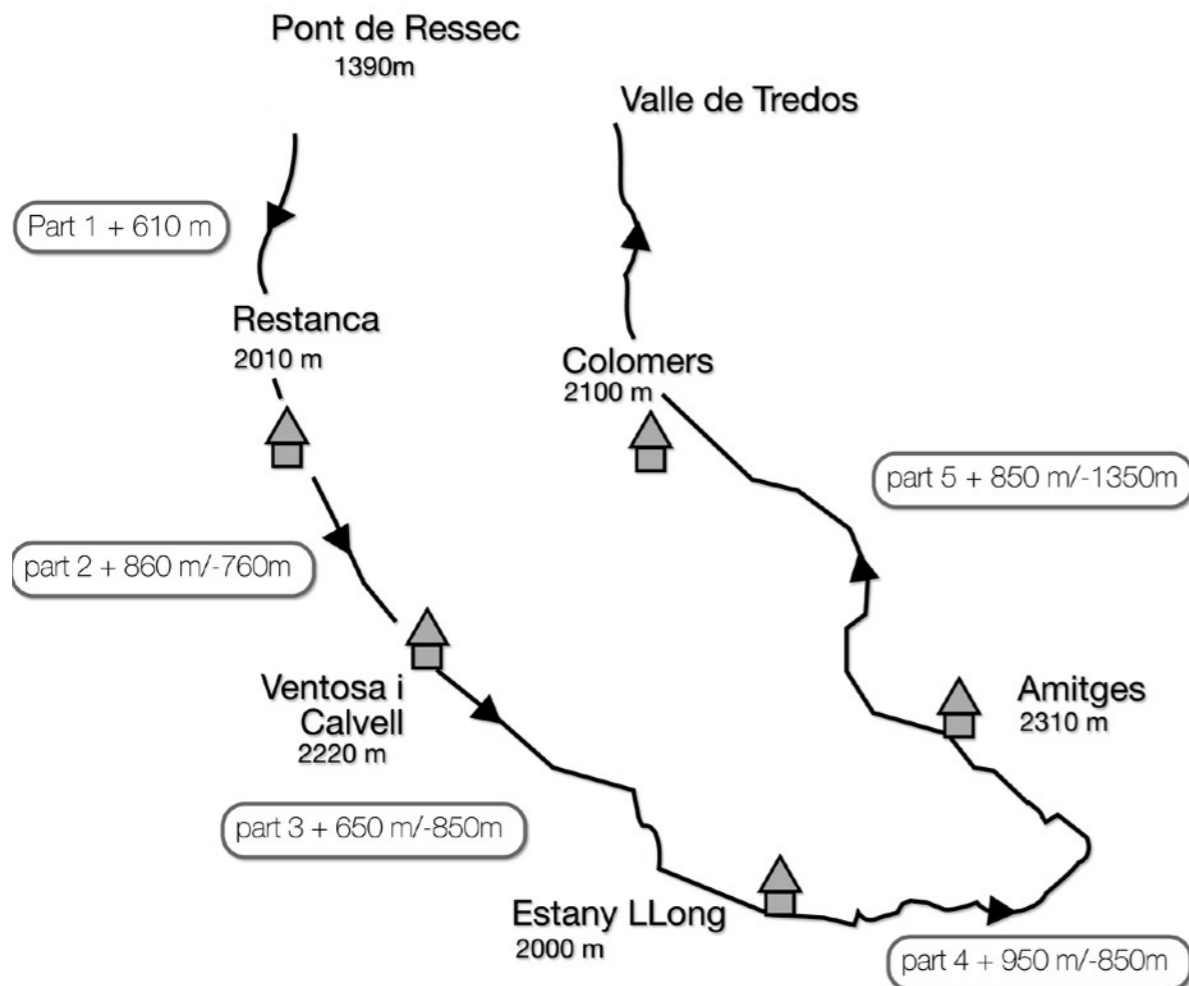 Pont de Ressec
1390m
Valle de Tredos
Part 1 + 610 m
Restanca
2010 m
Colomers
2100 m
part 5 + 850 m/-1350m
part 2 + 860 m/-760m
Ventosa i
Calvell
2220 m
Amitges
2310 m
part 3 + 650 m/-850m
Estany LLong
2000 m
part 4 + 950 m/-850m